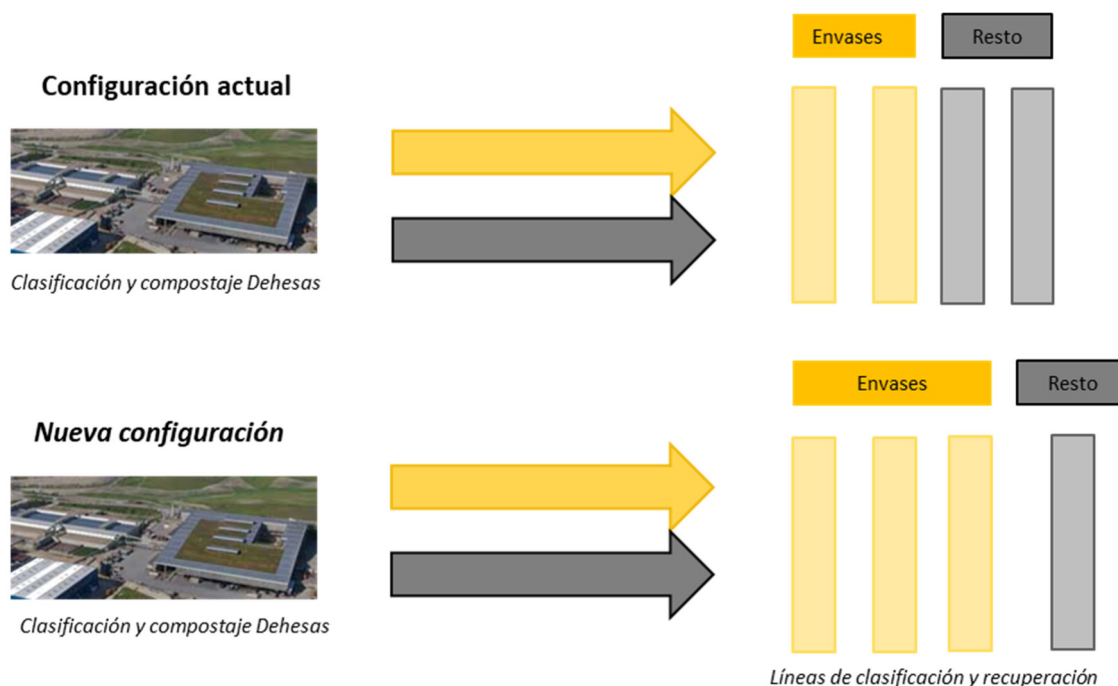 Envases
Resto
Configuración actual
Clasificación y compostaje Dehesas
Envases
Resto
Nueva configuración
Clasificación y compostaje Dehesas
Líneas de clasificación y recuperación